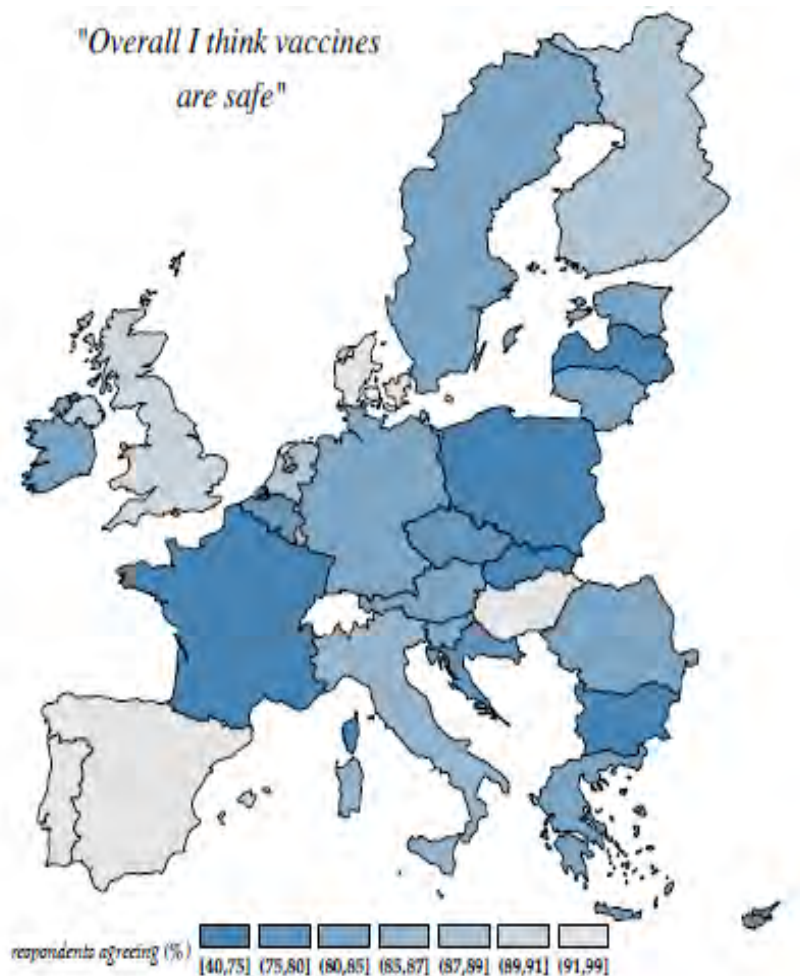 "Overall I think vaccines
are safe"
respondents agreeing (%)
[40,75] (75,80] (80,85] (85,87] (87,89] (89,91] (91,99]